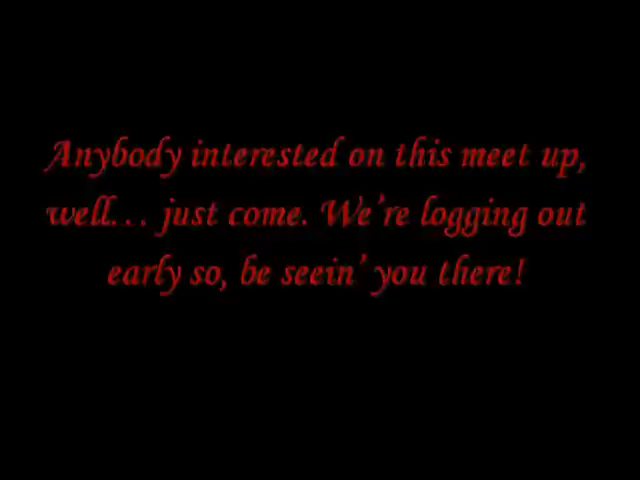 Anybody interested on this meet up,
well… just come. We're logging out
early so, be seein' you there!